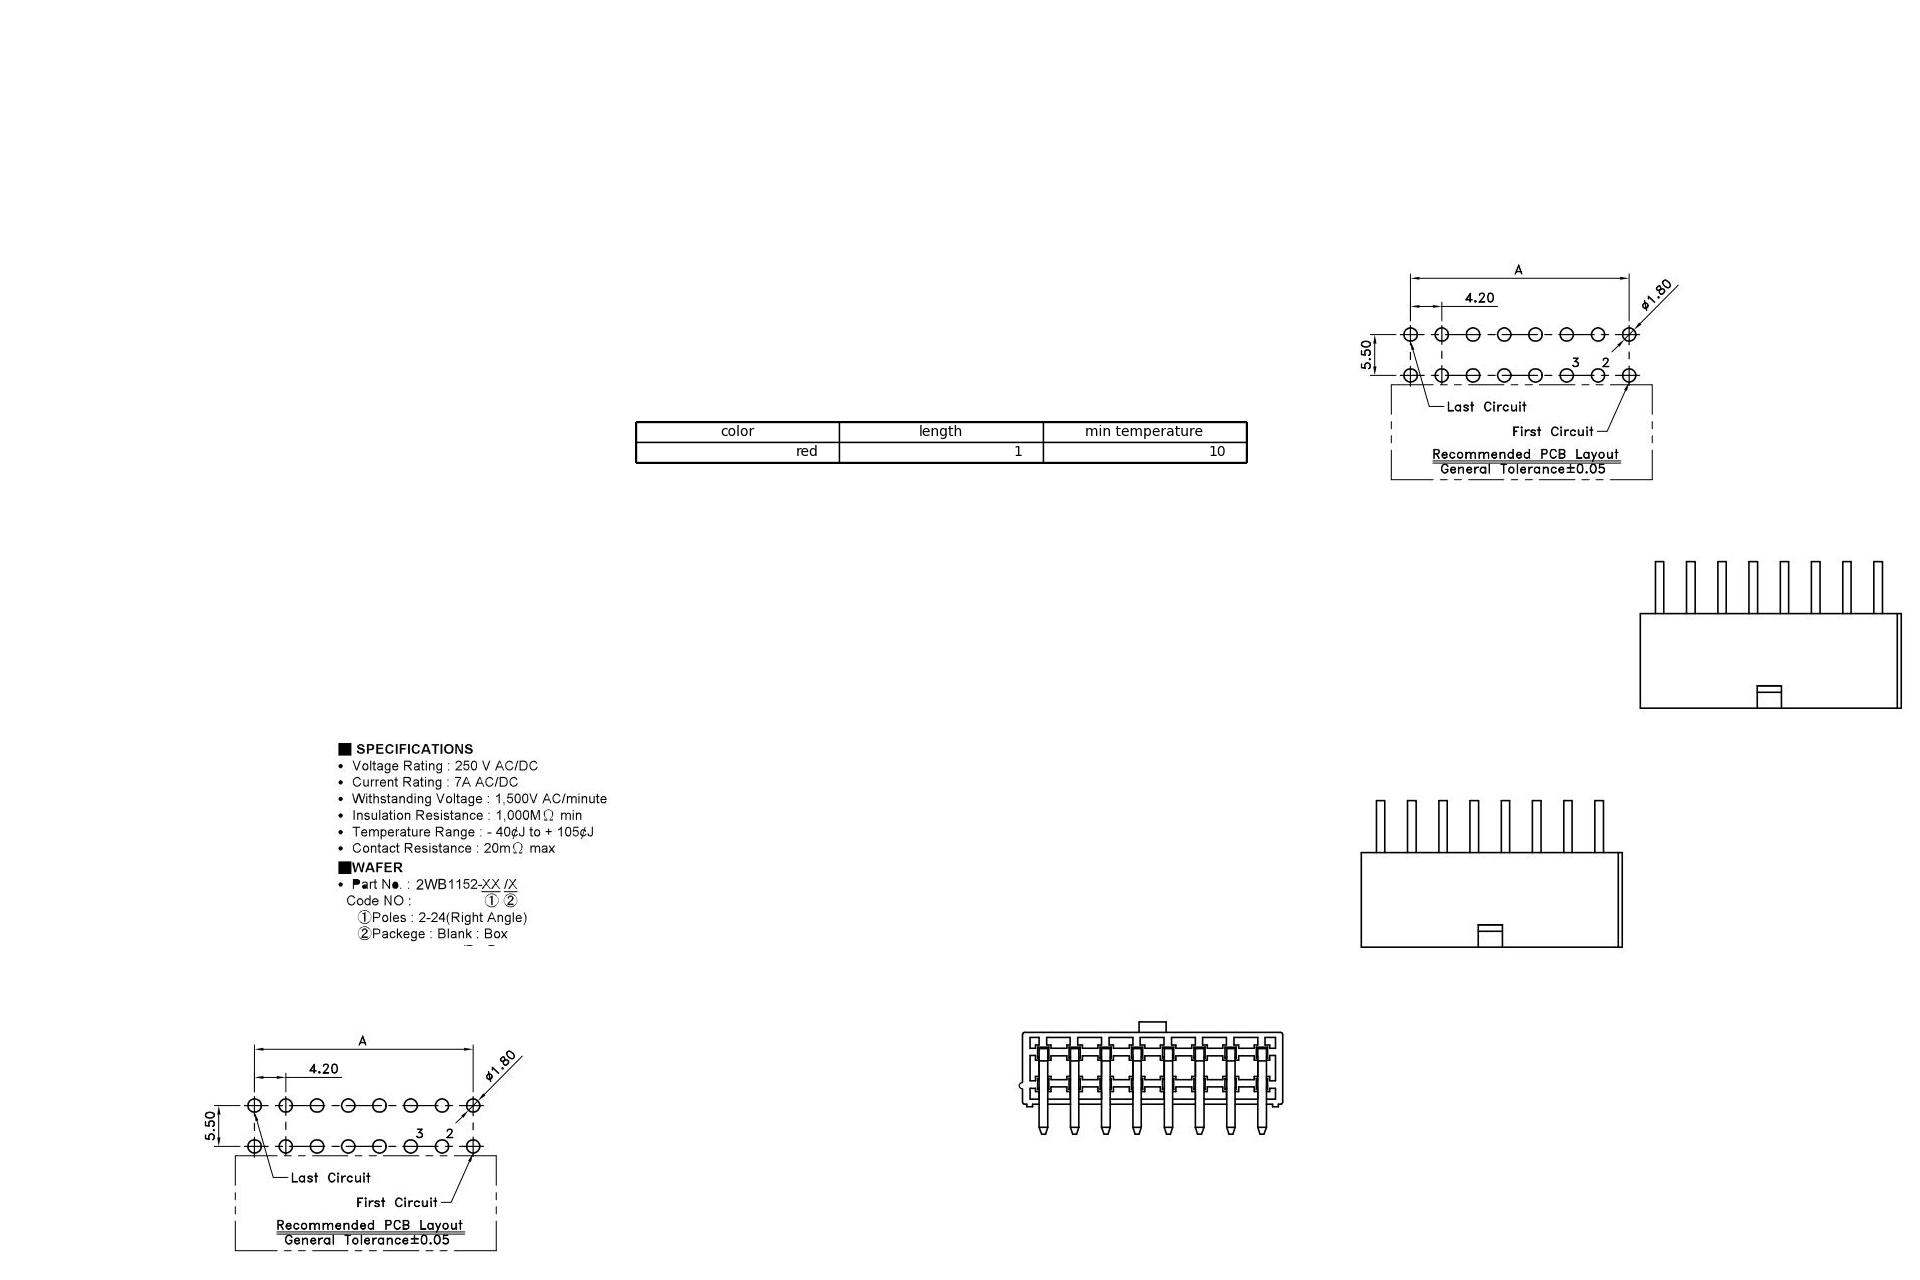 A
4.20
ø1.80
5.50
3 2
Last Circuit
First Circuit
Recommended PCB Layout
General Tolerance±0.05
color length min temperature
red 1 10
■ SPECIFICATIONS
• Voltage Rating : 250 V AC/DC
• Current Rating : 7A AC/DC
• Withstanding Voltage : 1,500V AC/minute
• Insulation Resistance : 1,000MΩ min
• Temperature Range : - 40¢J to + 105¢J
• Contact Resistance : 20mΩ max
■WAFER
• Part No. : 2WB1152-XX /X
Code NO : ① ②
①Poles : 2-24(Right Angle)
②Packege : Blank : Box
A
4.20
ø1.80
5.50
3 2
Last Circuit
First Circuit
Recommended PCB Layout
General Tolerance±0.05